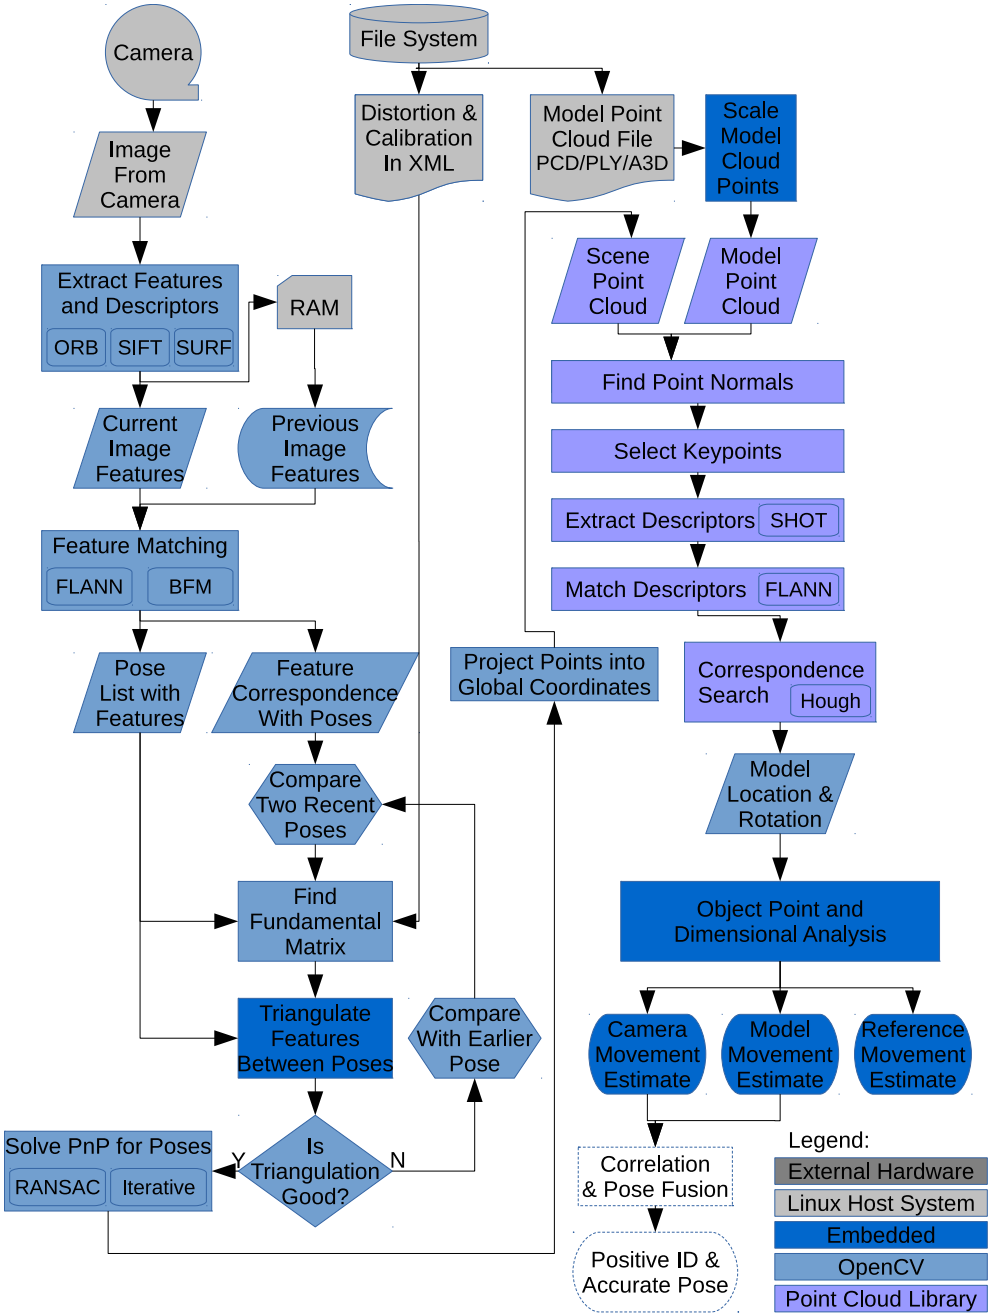 Camera
File System
Image
From
Camera
Distortion &
Calibration
In XML
Model Point
Cloud File
PCD/PLY/A3D
Scale
Model
Cloud
Points
Scene
Point
Cloud
Model
Point
Cloud
Extract Features
and Descriptors
ORB
SIFT
SURF
RAM
Find Point Normals
Current
Image
Features
Previous
Image
Features
Select Keypoints
Extract Descriptors
SHOT
Feature Matching
FLANN
BFM
Match Descriptors
FLANN
Pose
List with
Features
Feature
Correspondence
With Poses
Project Points into
Global Coordinates
Correspondence
Search
Hough
Compare
Two Recent
Poses
Model
Location &
Rotation
Find
Fundamental
Matrix
Object Point and
Dimensional Analysis
Triangulate
Features
Between Poses
Compare
With Earlier
Pose
Camera
Movement
Estimate
Model
Movement
Estimate
Reference
Movement
Estimate
Solve PnP for Poses
RANSAC
Iterative
Y
Is
Triangulation
Good?
N
Correlation
& Pose Fusion
Positive ID &
Accurate Pose
Legend:
External Hardware
Linux Host System
Embedded
OpenCV
Point Cloud Library